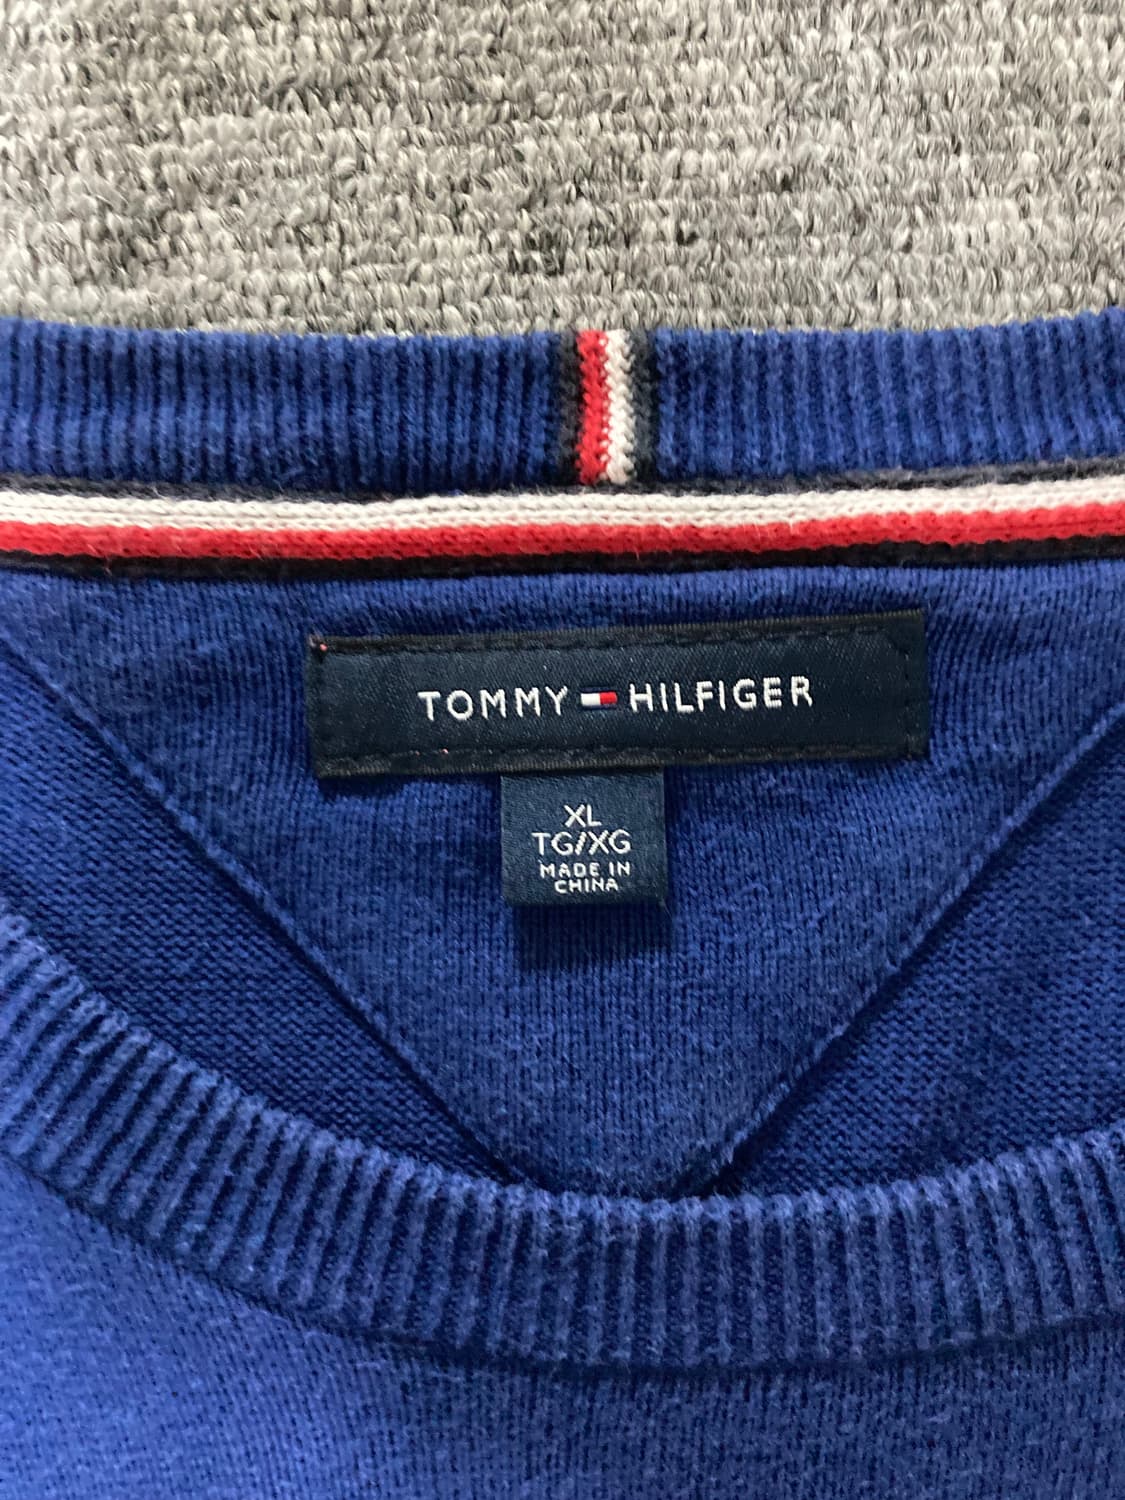 TOMMY HILFIGER
XL
TG/XG
MADE IN
CHINA